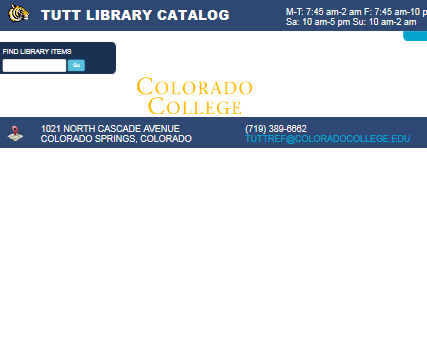 TUTT LIBRARY CATALOG
M-T: 7:45 am-2 am F: 7:45 am-10 p
Sa: 10 am-5 pm Su: 10 am-2 am
FIND LIBRARY ITEMS
Go
COLORADO
COLLEGE
1021 NORTH CASCADE AVENUE
COLORADO SPRINGS, COLORADO
(719) 389-6662
TUTTREF@COLORADOCOLLEGE.EDU